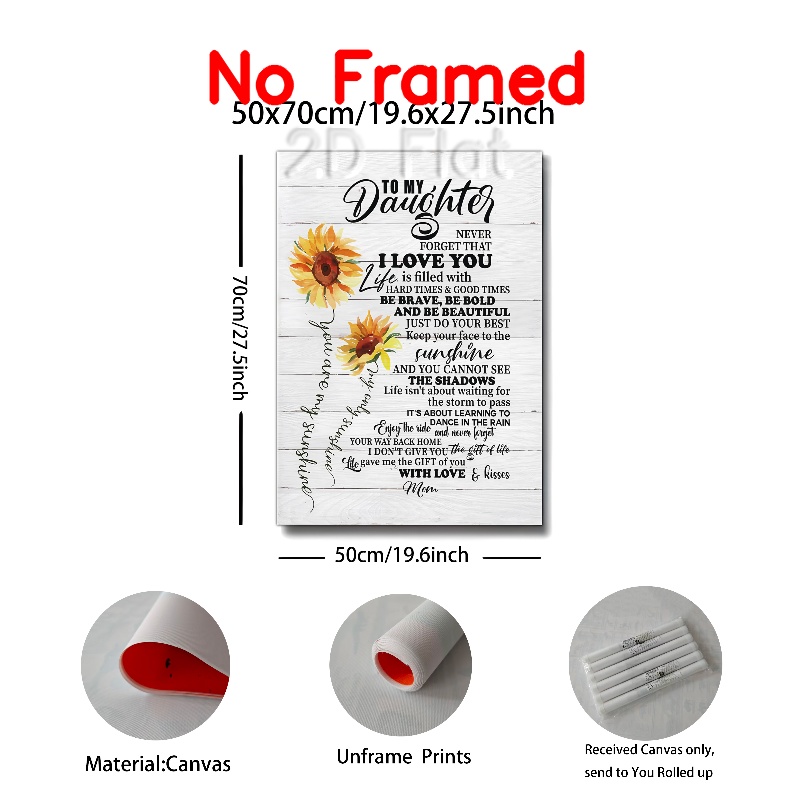 No Framed
50x70cm/19.6x27.5inch
2D Flat
TO MY
Daughter
NEVER
FORGET THAT
I LOVE YOU
Life is filled with
HARD TIMES & GOOD TIMES
BE BRAVE, BE BOLD
AND BE BEAUTIFUL
JUST DO YOUR BEST
Keep your face to the
sunshine
AND YOU CANNOT SEE
THE SHADOWS
Life isn't about waiting for
the storm to pass
IT'S ABOUT LEARNING TO
DANCE IN THE RAIN
Enjoy the ride and never forget
YOUR WAY BACK HOME
I DON'T GIVE YOU the gift of life
Life gave me the GIFT of you
WITH LOVE & kisses
Mom
you are my sunshine
my only sunshine
70cm/27.5inch
50cm/19.6inch
Material:Canvas
Unframe Prints
Received Canvas only,
send to You Rolled up